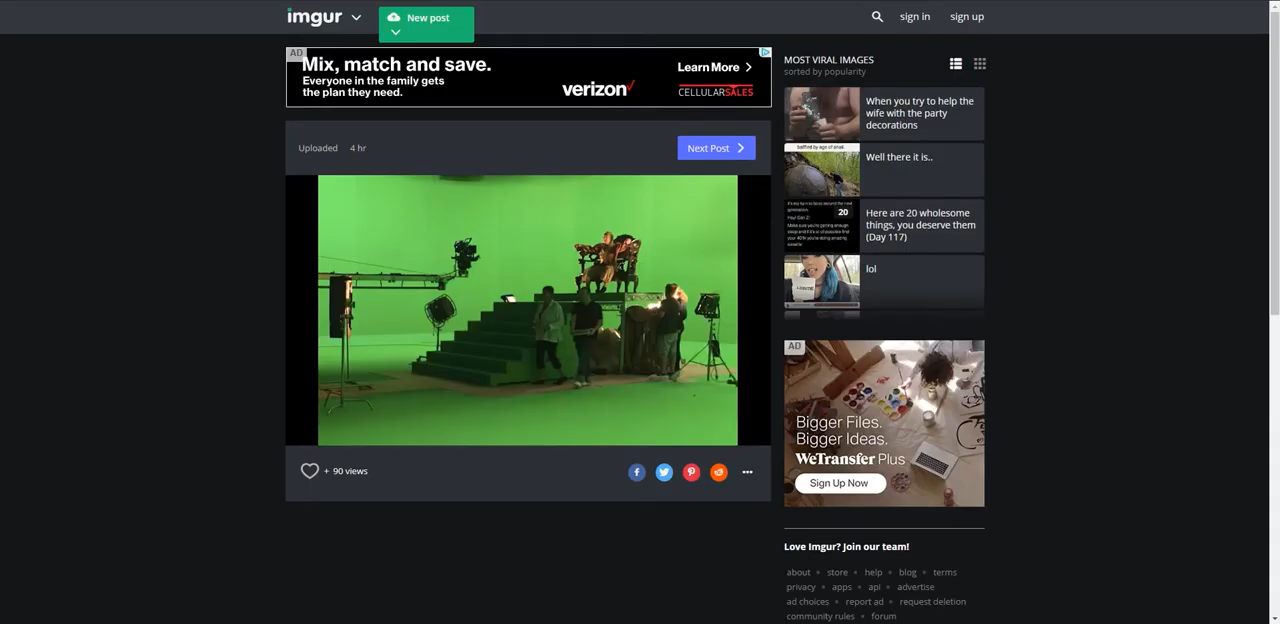 imgur
New post
sign in
sign up
AD
Mix, match and save.
Everyone in the family gets
the plan they need.
verizon
Learn More
CELLULARSALES
Uploaded 4 hr
Next Post
+ 90 views
MOST VIRAL IMAGES
sorted by popularity
When you try to help the
wife with the party
decorations
baffled by age of snail.
Well there it is..
20
Here are 20 wholesome
things, you deserve them
(Day 117)
lol
AD
Bigger Files.
Bigger Ideas.
WeTransfer Plus
Sign Up Now
Love Imgur? Join our team!
about • store • help • blog • terms
privacy • apps • api • advertise
ad choices • report ad • request deletion
community rules • forum